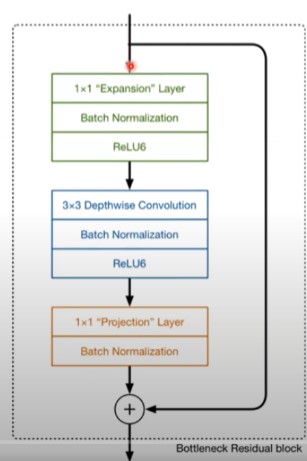 1×1 “Expansion” Layer
Batch Normalization
ReLU6
3×3 Depthwise Convolution
Batch Normalization
ReLU6
1×1 “Projection” Layer
Batch Normalization
+
Bottleneck Residual block